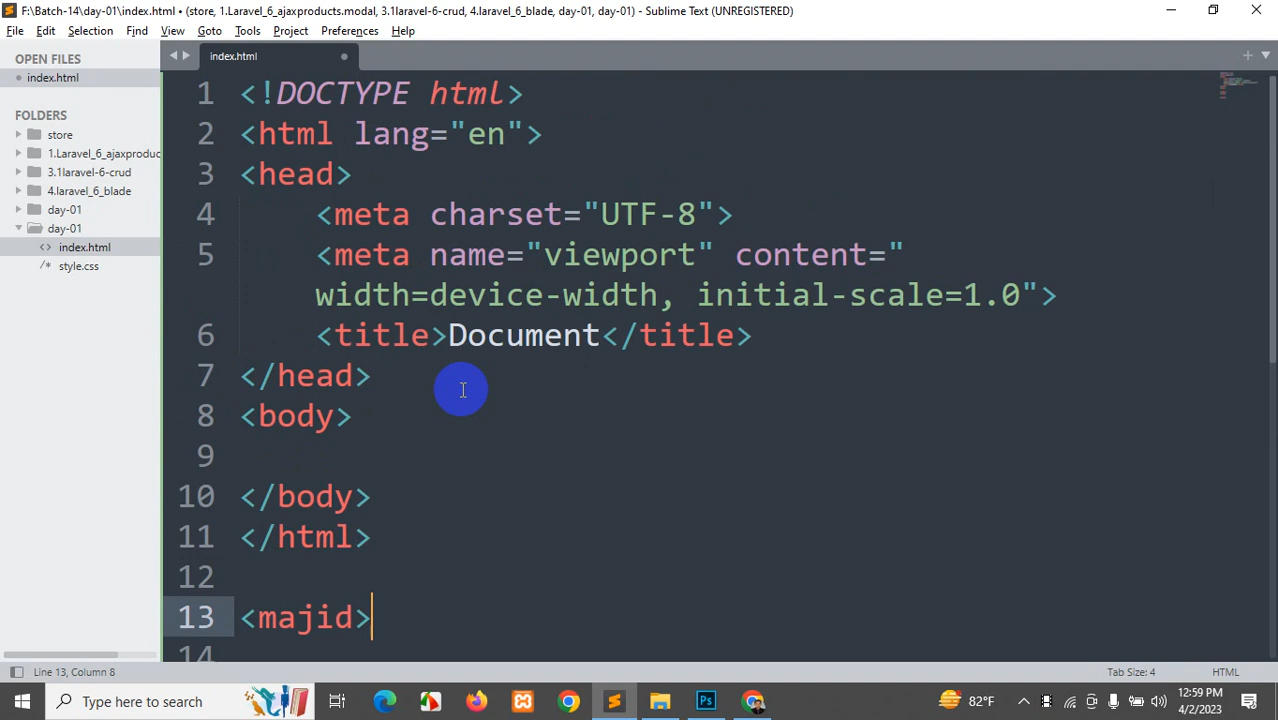 F:\Batch-14\day-01\index.html • (store, 1.Laravel_6_ajaxproducts.modal, 3.1laravel-6-crud, 4.laravel_6_blade, day-01, day-01) - Sublime Text (UNREGISTERED)
File Edit Selection Find View Goto Tools Project Preferences Help
OPEN FILES
index.html
FOLDERS
store
1.Laravel_6_ajaxproduc
3.1laravel-6-crud
4.laravel_6_blade
day-01
day-01
index.html
style.css
index.html
1 <!DOCTYPE html>
2 <html lang="en">
3 <head>
4 <meta charset="UTF-8">
5 <meta name="viewport" content="
width=device-width, initial-scale=1.0">
6 <title>Document</title>
7 </head>
8 <body>
9
10 </body>
11 </html>
12
13 <majid>
14
Line 13, Column 8
Tab Size: 4 HTML
Type here to search
82°F
12:59 PM
4/2/2023